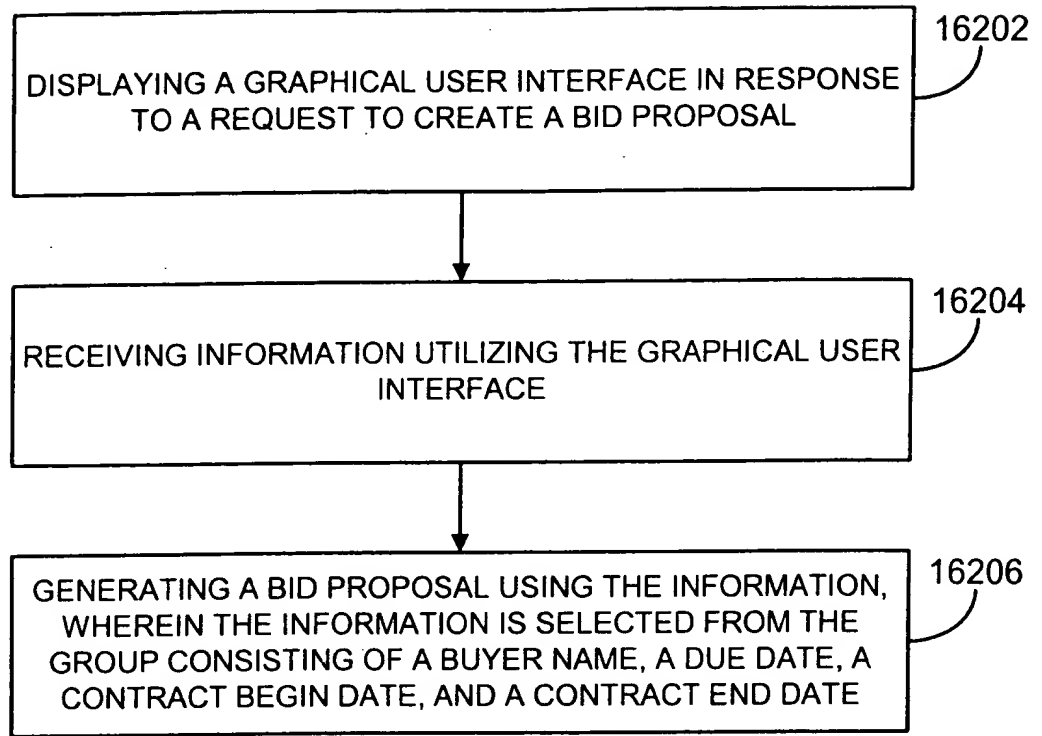 16202
DISPLAYING A GRAPHICAL USER INTERFACE IN RESPONSE
TO A REQUEST TO CREATE A BID PROPOSAL
16204
RECEIVING INFORMATION UTILIZING THE GRAPHICAL USER
INTERFACE
16206
GENERATING A BID PROPOSAL USING THE INFORMATION,
WHEREIN THE INFORMATION IS SELECTED FROM THE
GROUP CONSISTING OF A BUYER NAME, A DUE DATE, A
CONTRACT BEGIN DATE, AND A CONTRACT END DATE